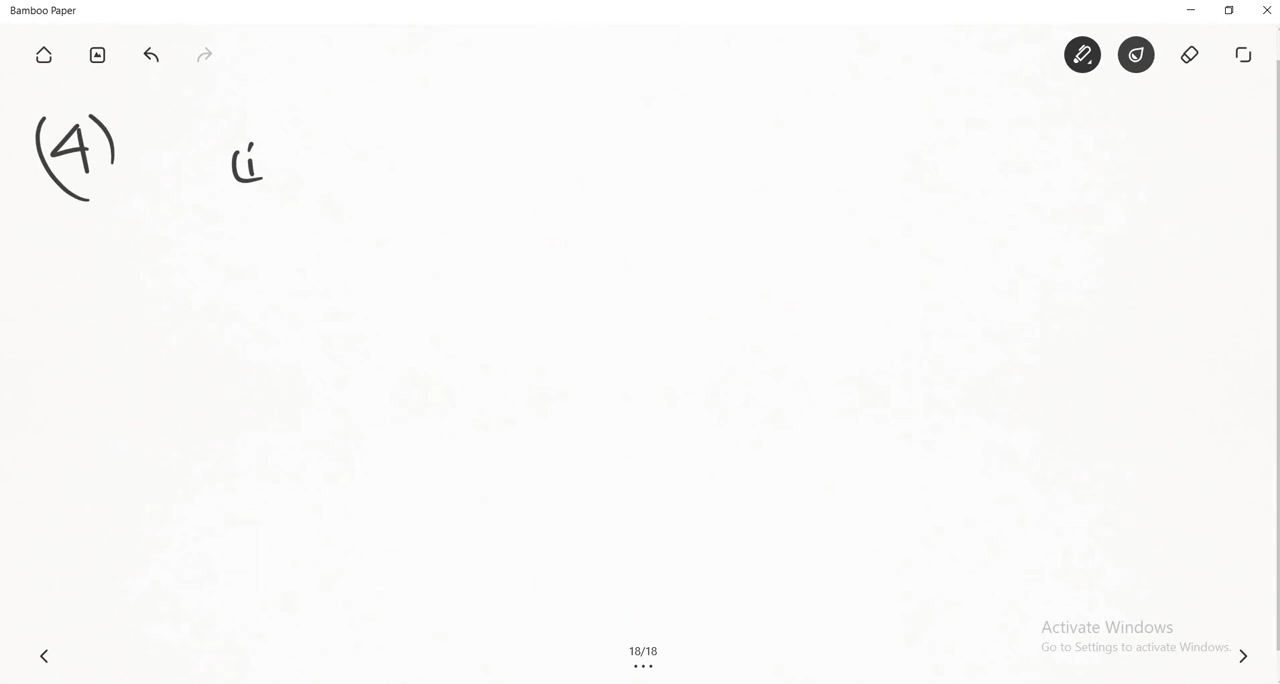 Bamboo Paper
(4) (i
18/18
Activate Windows
Go to Settings to activate Windows.